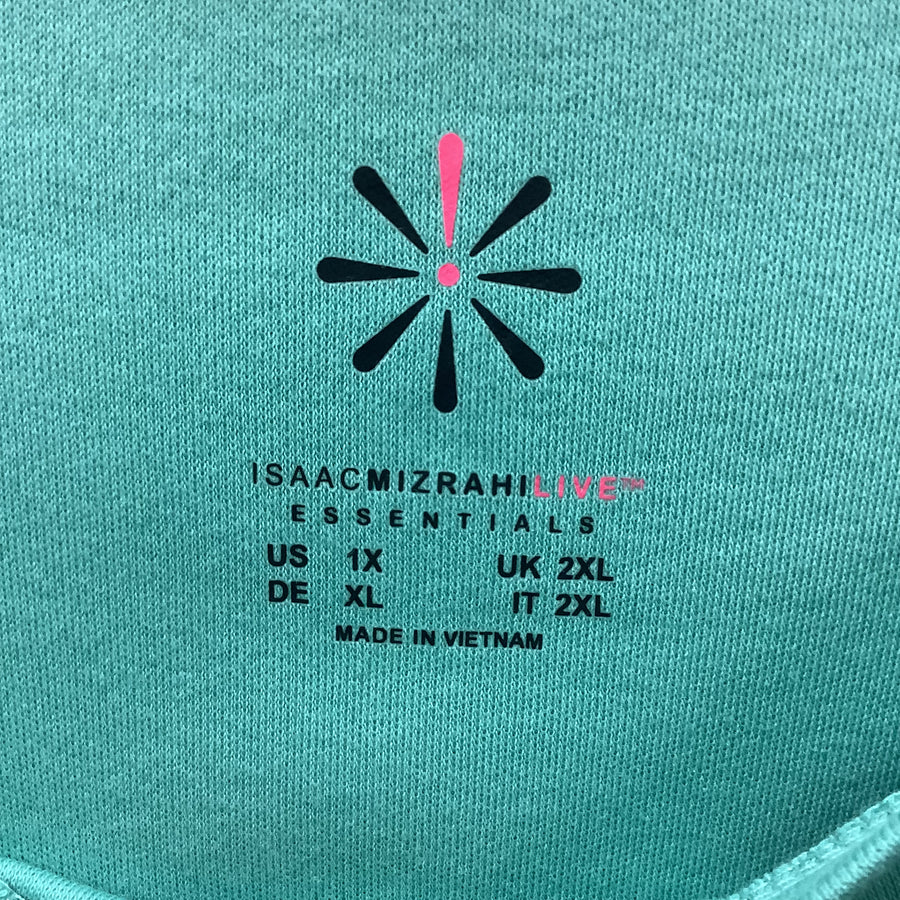 ISAACMIZRAHILIVE™
ESSENTIALS
US 1X UK 2XL
DE XL IT 2XL
MADE IN VIETNAM